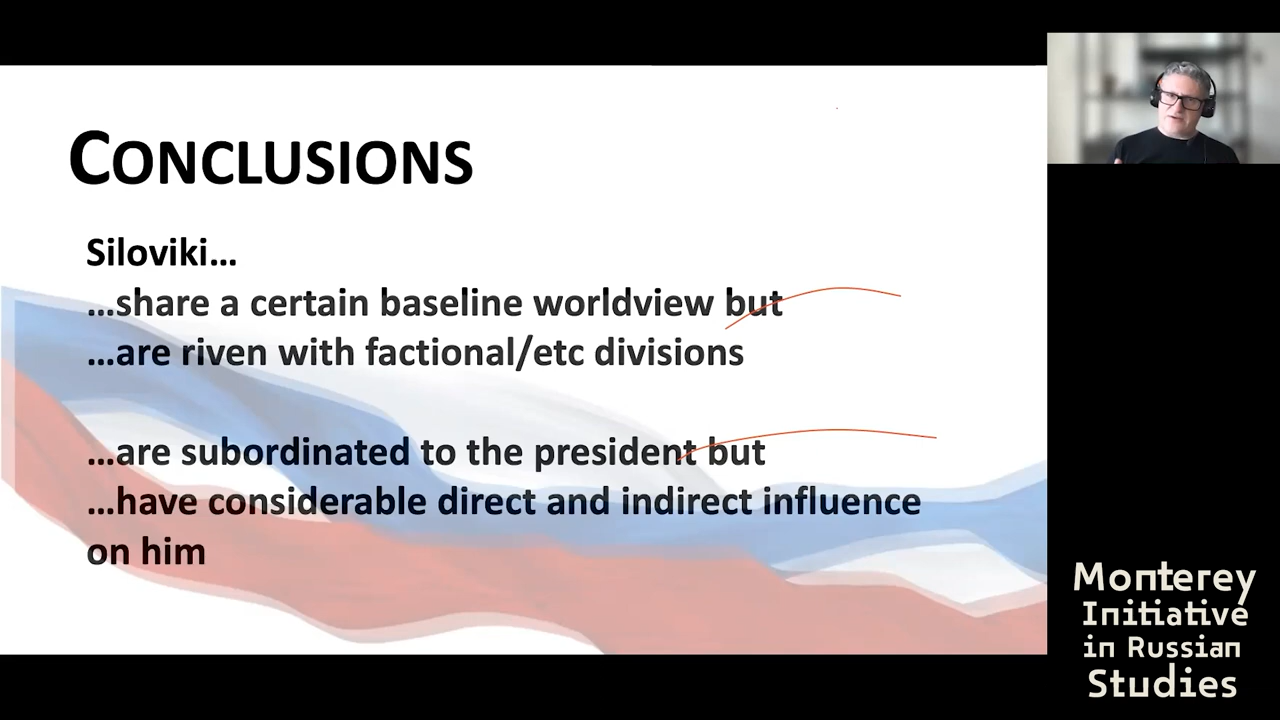 CONCLUSIONS
Siloviki...
...share a certain baseline worldview but
...are riven with factional/etc divisions
...are subordinated to the president but
...have considerable direct and indirect influence
on him
Monterey
Initiative
in Russian
Studies